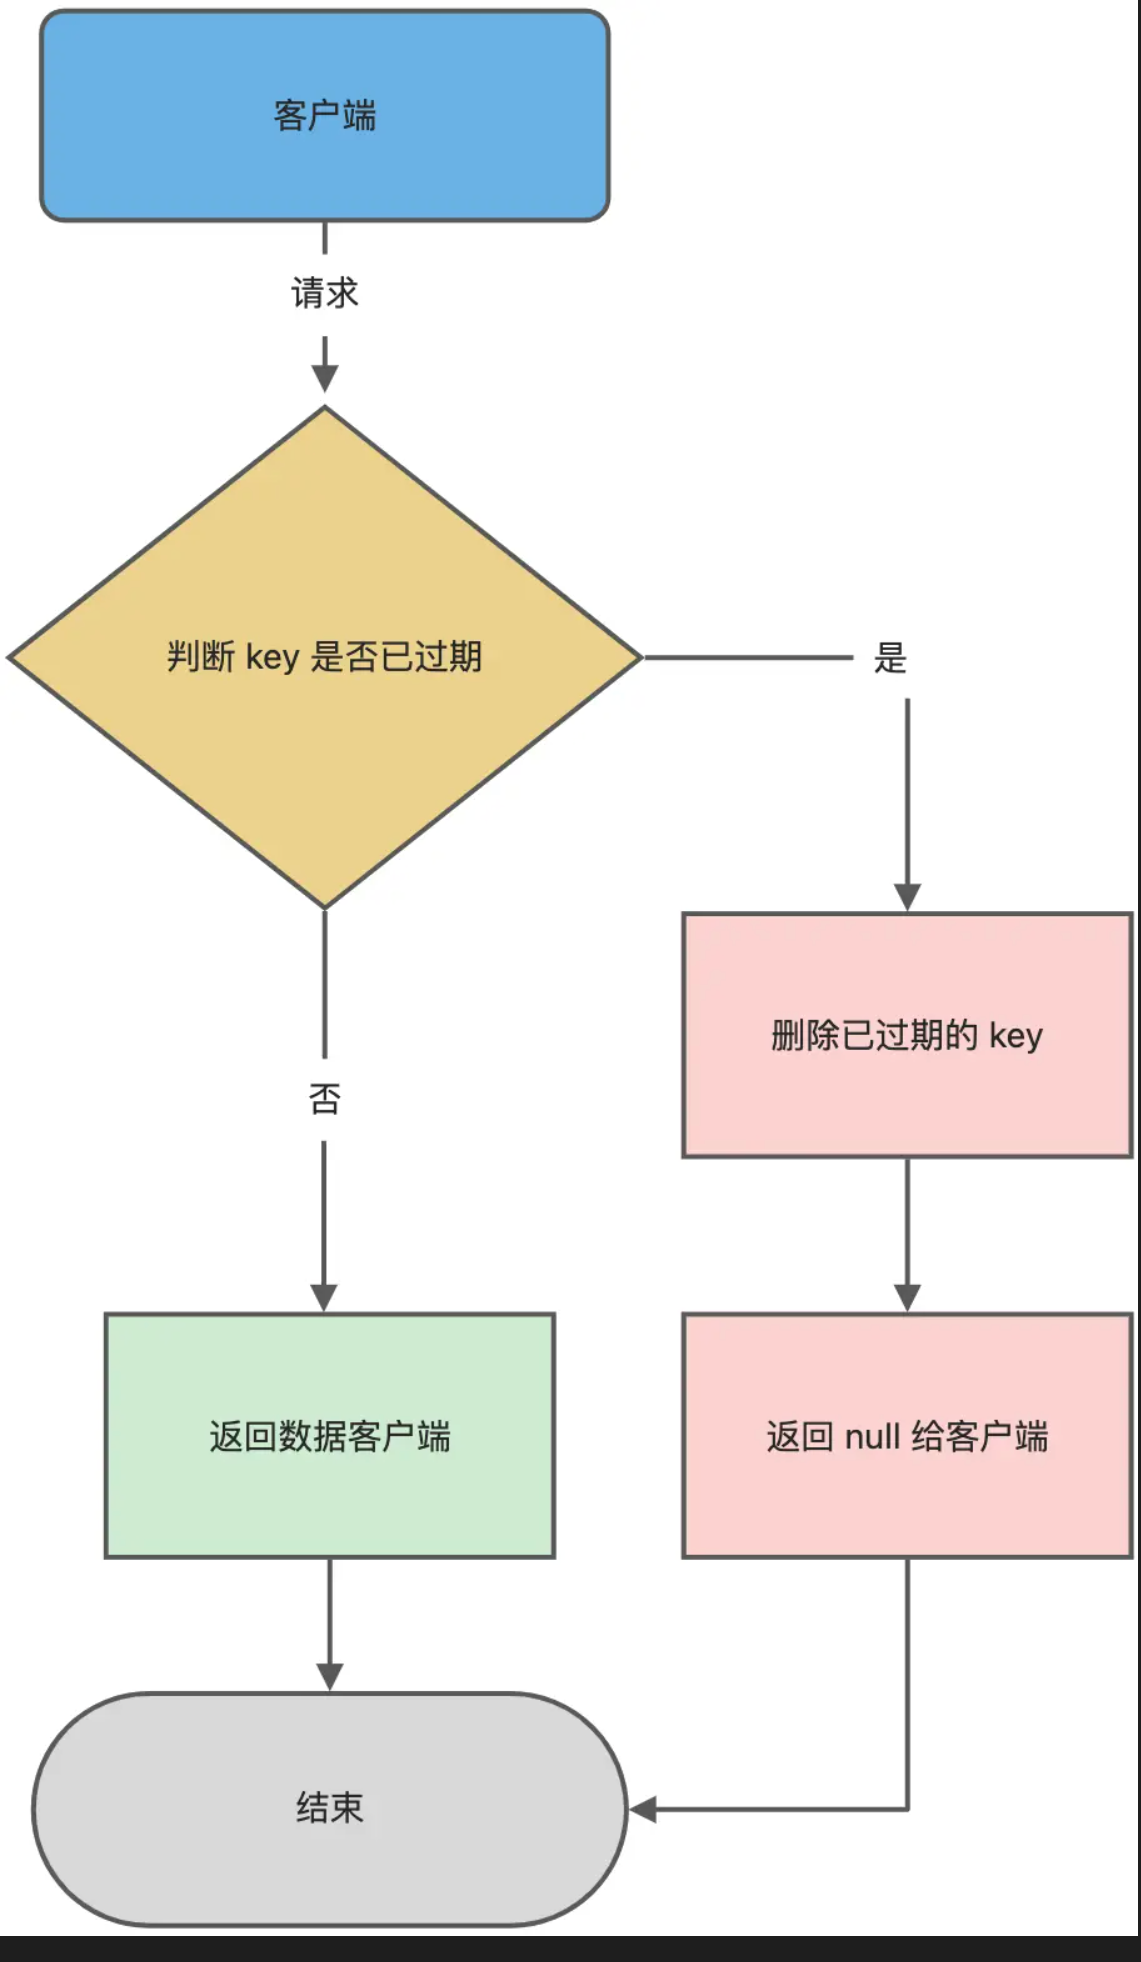 客户端
请求
判断 key 是否已过期
是
删除已过期的 key
否
返回数据客户端
返回 null 给客户端
结束